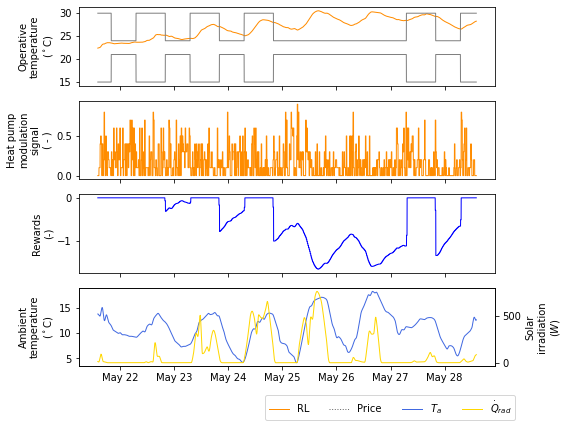 Operative
temperature
(°C)
30
25
20
15
Heat pump
modulation
signal
( - )
0.5
0.0
Rewards
(-)
0
−1
Ambient
temperature
(°C)
15
10
5
500
0
Solar
irradiation
(W)
May 22 May 23 May 24 May 25 May 26 May 27 May 28
RL Price Tₐ Q̇rad